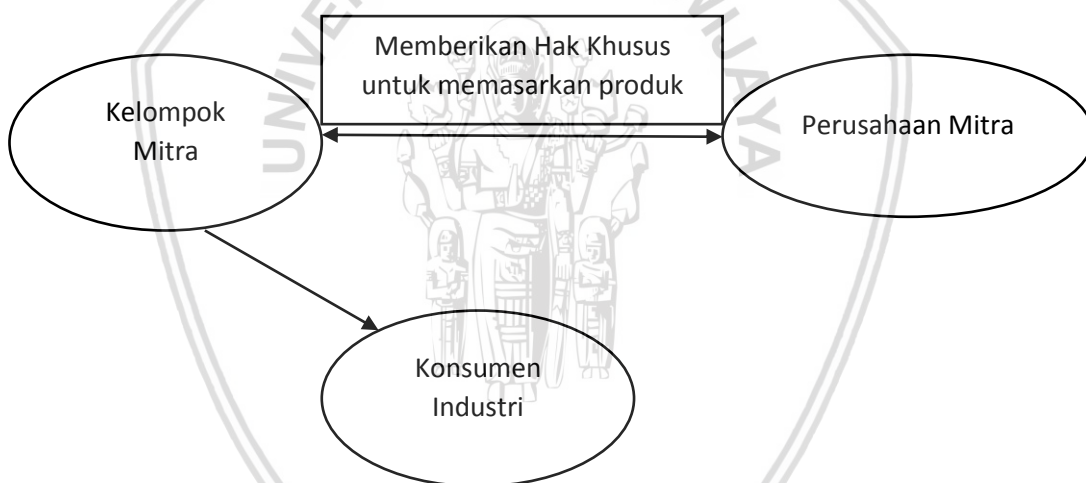 Memberikan Hak Khusus
untuk memasarkan produk
Kelompok
Mitra
Perusahaan Mitra
Konsumen
Industri